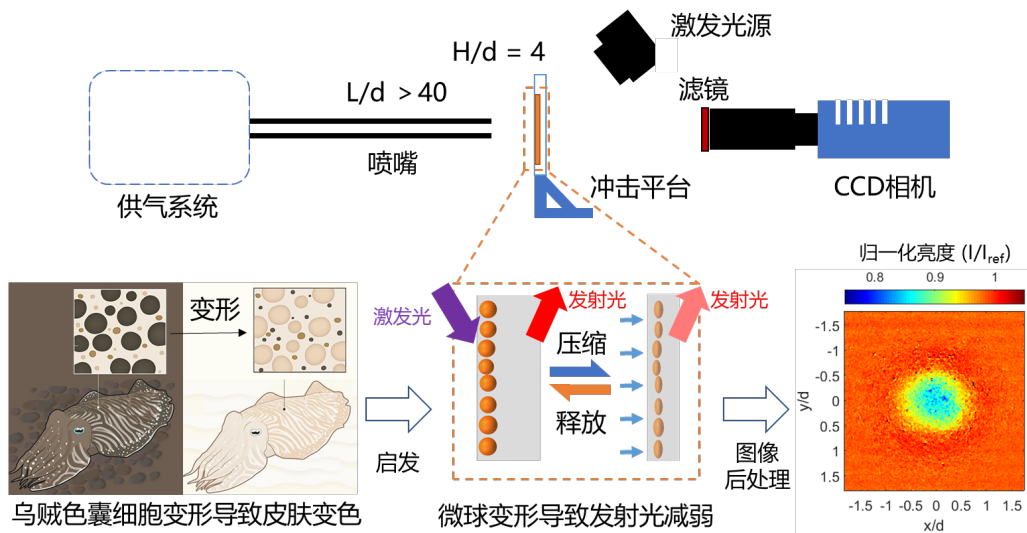 激发光源
H/d = 4
L/d >40
滤镜
喷嘴
供气系统
冲击平台
CCD相机
归一化亮度 (I/Iref)
0.8 0.9 1
变形
激发光
发射光
发射光
压缩
释放
启发
图像
后处理
-1.5
-1
-0.5
0
0.5
1
1.5
y/d
-1.5 -1 -0.5 0 0.5 1 1.5
x/d
乌贼色囊细胞变形导致皮肤变色
微球变形导致发射光减弱